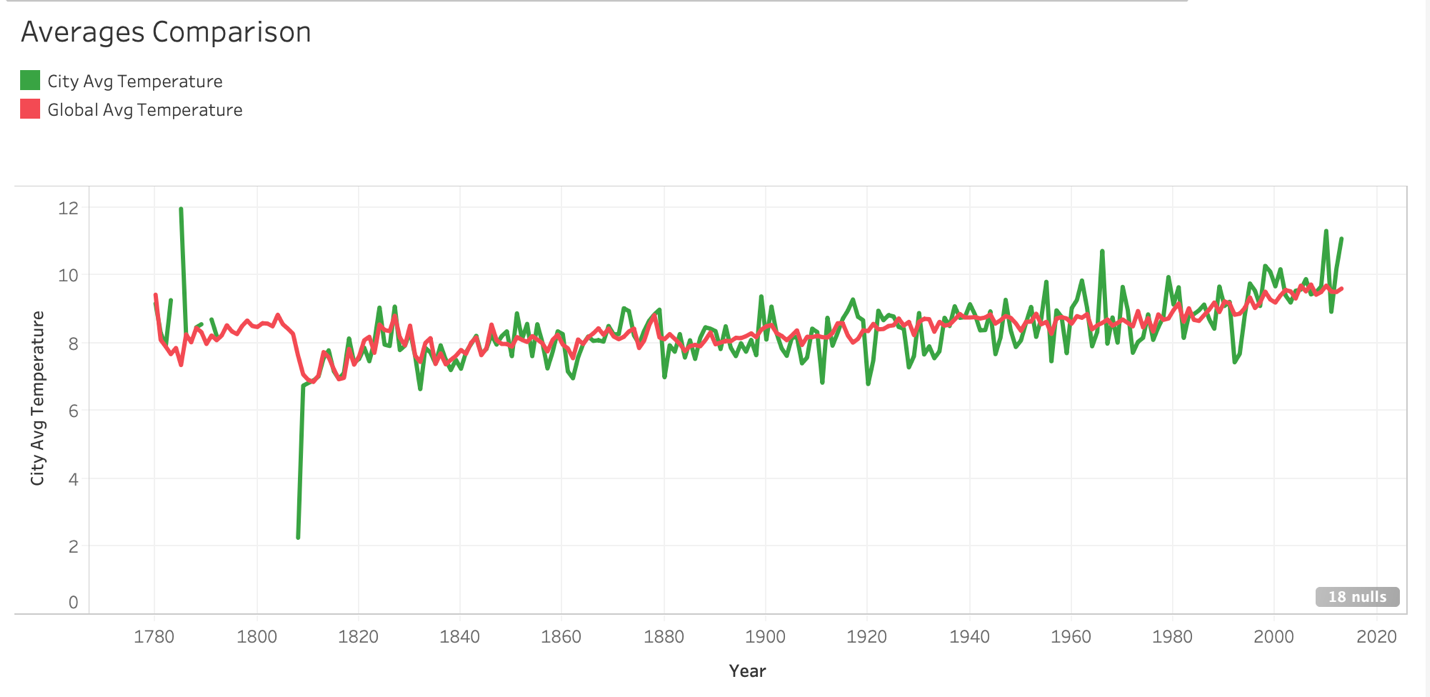 Averages Comparison
City Avg Temperature
Global Avg Temperature
City Avg Temperature
12
10
8
6
4
2
0
18 nulls
1780 1800 1820 1840 1860 1880 1900 1920 1940 1960 1980 2000 2020
Year